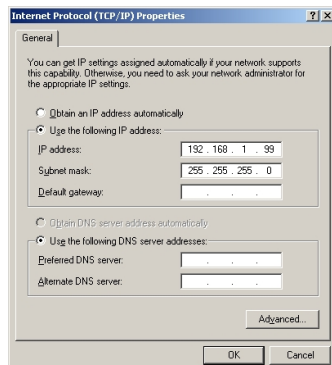 Internet Protocol (TCP/IP) Properties
General
You can get IP settings assigned automatically if your network supports
this capability. Otherwise, you need to ask your network administrator for
the appropriate IP settings.
Obtain an IP address automatically
Use the following IP address:
IP address: 192 . 168 . 1 . 99
Subnet mask: 255 . 255 . 255 . 0
Default gateway: . . .
Obtain DNS server address automatically
Use the following DNS server addresses:
Preferred DNS server: . . .
Alternate DNS server: . . .
Advanced...
OK Cancel